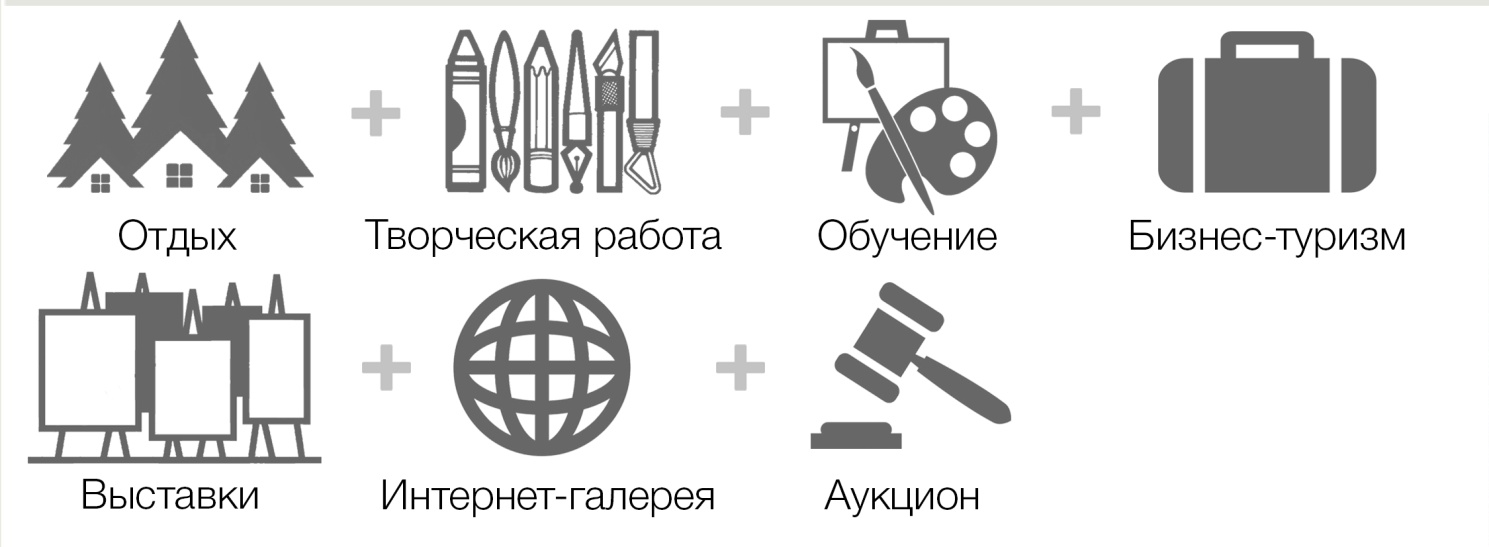 Отдых Творческая работа Обучение Бизнес-туризм
Выставки Интернет-галерея Аукцион